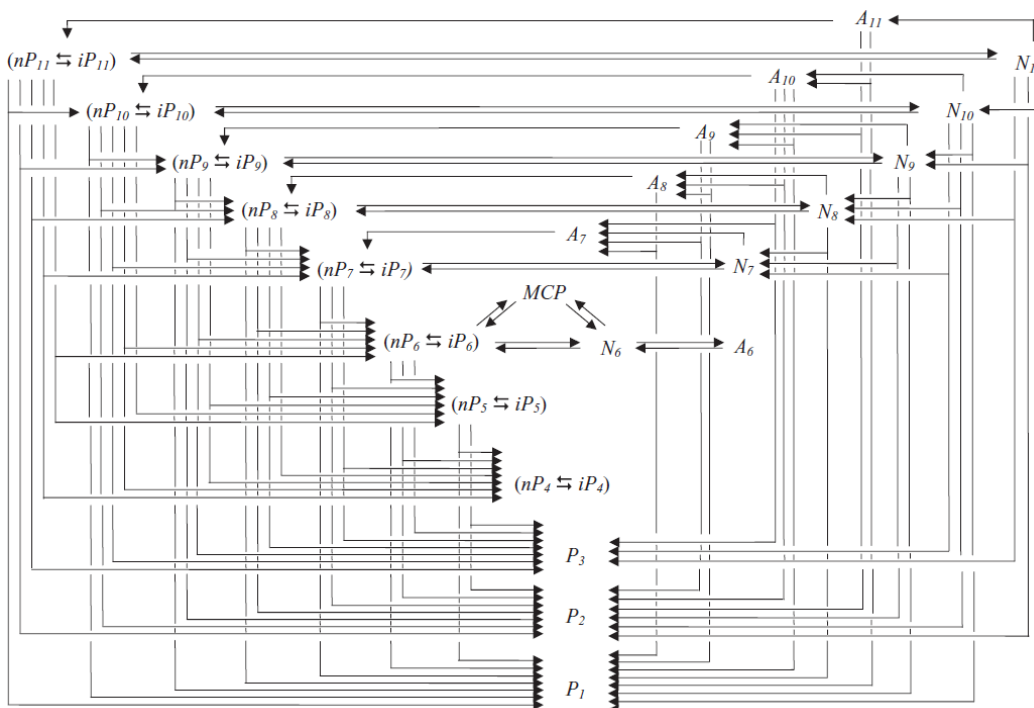 A₁₁
(nP₁₁ ⇆ iP₁₁) N₁
A₁₀
(nP₁₀ ⇆ iP₁₀) N₁₀
A₉
(nP₉ ⇆ iP₉) N₉
A₈
(nP₈ ⇆ iP₈) N₈
A₇
(nP₇ ⇆ iP₇) N₇
MCP
(nP₆ ⇆ iP₆) N₆ A₆
(nP₅ ⇆ iP₅)
(nP₄ ⇆ iP₄)
P₃
P₂
P₁